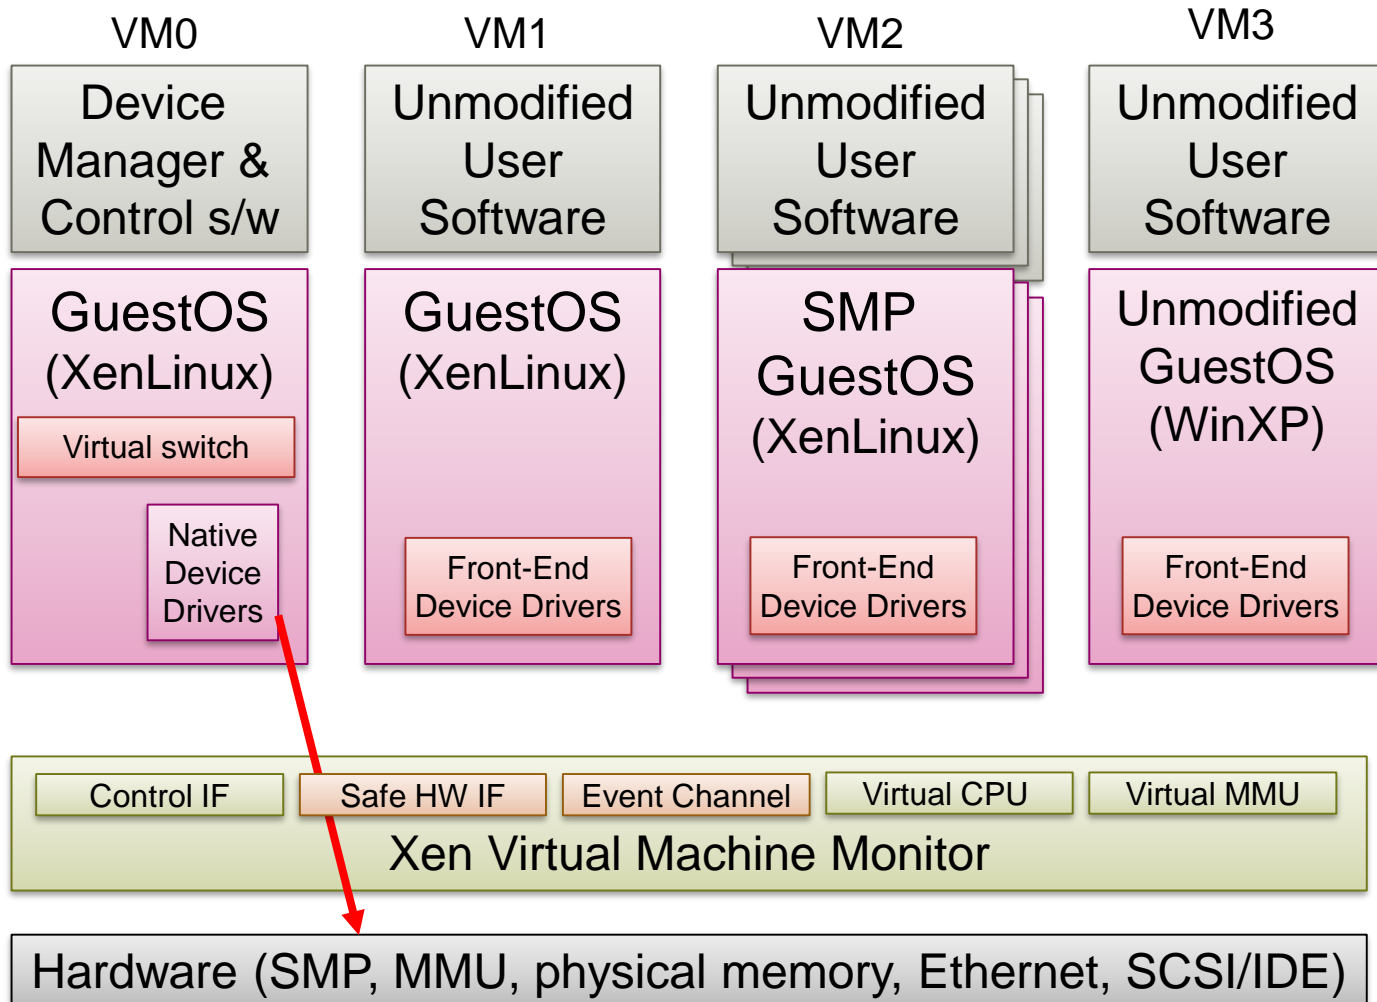 VM0
Device
Manager &
Control s/w
GuestOS
(XenLinux)
Virtual switch
Native
Device
Drivers
VM1
Unmodified
User
Software
GuestOS
(XenLinux)
Front-End
Device Drivers
VM2
Unmodified
User
Software
SMP
GuestOS
(XenLinux)
Front-End
Device Drivers
VM3
Unmodified
User
Software
Unmodified
GuestOS
(WinXP)
Front-End
Device Drivers
Control IF
Safe HW IF
Event Channel
Virtual CPU
Virtual MMU
Xen Virtual Machine Monitor
Hardware (SMP, MMU, physical memory, Ethernet, SCSI/IDE)